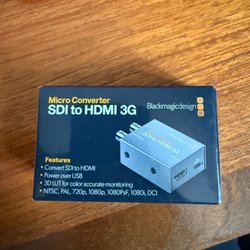 Micro Converter
SDI to HDMI 3G
Blackmagicdesign
Features
• Convert SDI to HDMI
• Power over USB
• 3D LUT for color accurate monitoring
• NTSC, PAL, 720p, 1080p, 1080PsF, 1080i, DCI